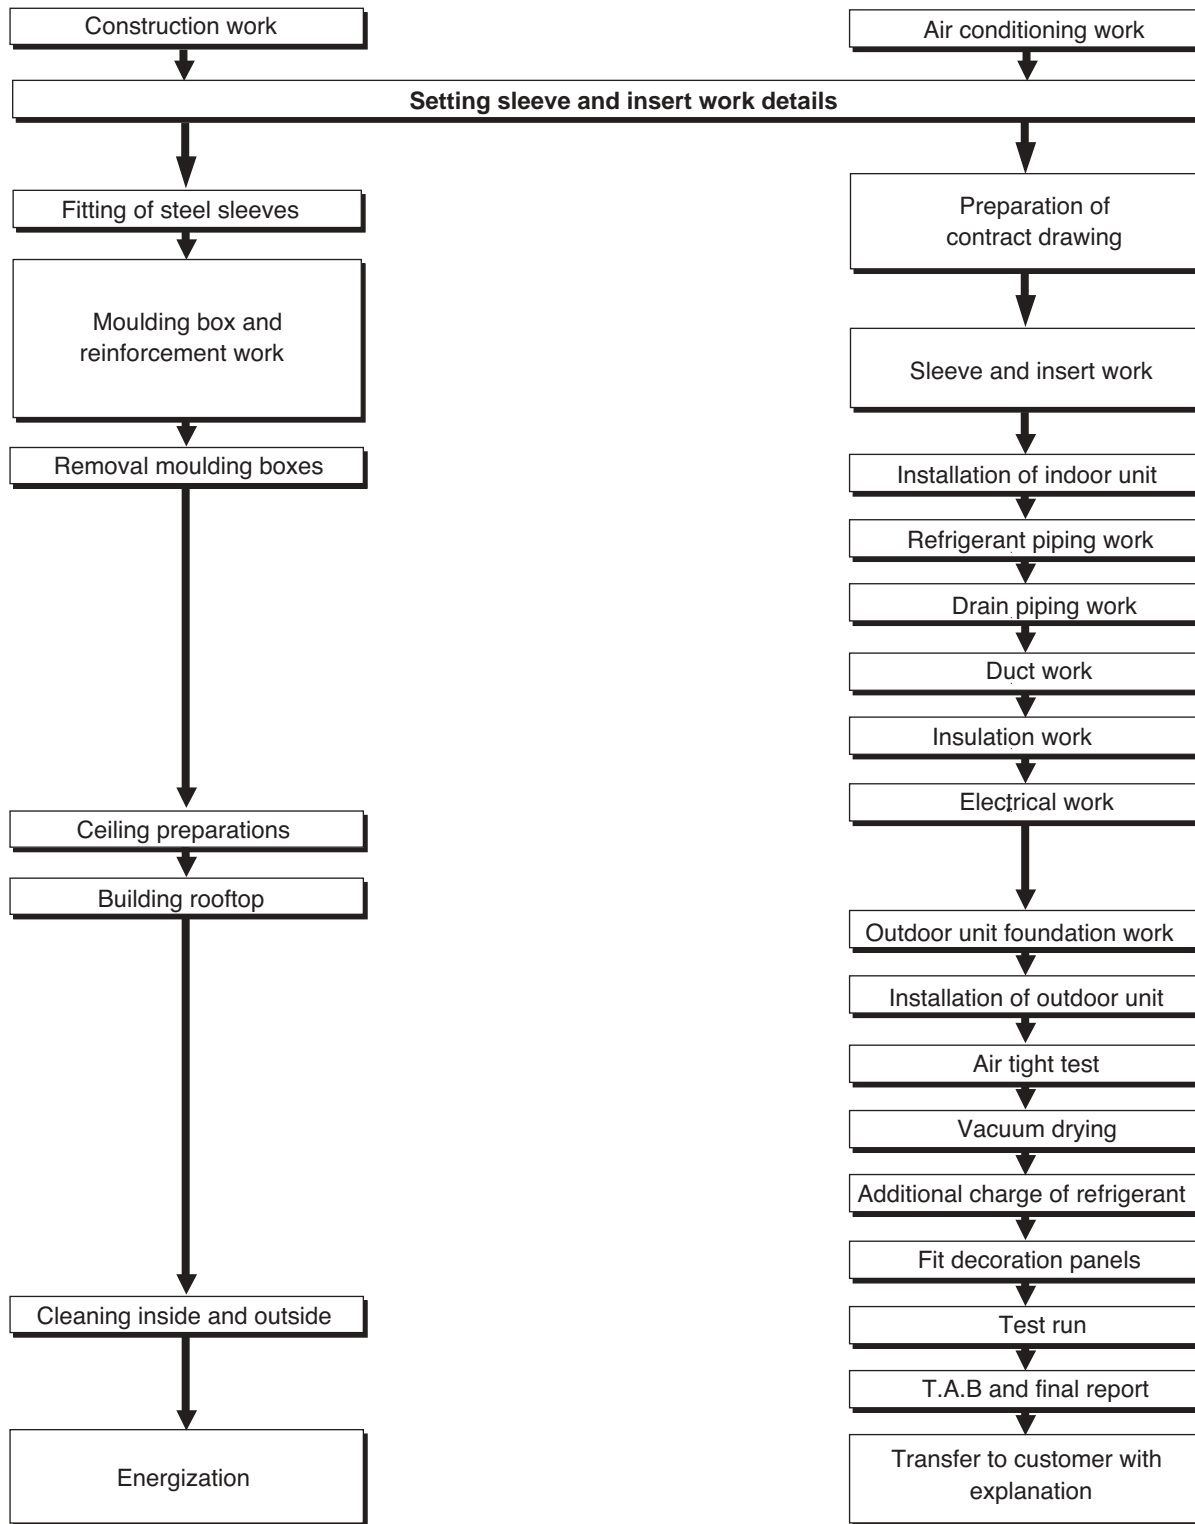 Construction work
Air conditioning work
Setting sleeve and insert work details
Fitting of steel sleeves
Moulding box and
reinforcement work
Removal moulding boxes
Ceiling preparations
Building rooftop
Cleaning inside and outside
Energization
Preparation of
contract drawing
Sleeve and insert work
Installation of indoor unit
Refrigerant piping work
Drain piping work
Duct work
Insulation work
Electrical work
Outdoor unit foundation work
Installation of outdoor unit
Air tight test
Vacuum drying
Additional charge of refrigerant
Fit decoration panels
Test run
T.A.B and final report
Transfer to customer with
explanation